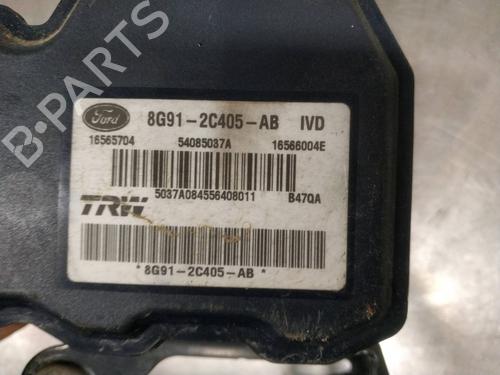 Ford 8G91-2C405-AB IVD
16565704 54085037A 16566004E
5037A084556408011 B47QA
TRW
*8G91-2C405-AB*
B-PARTS